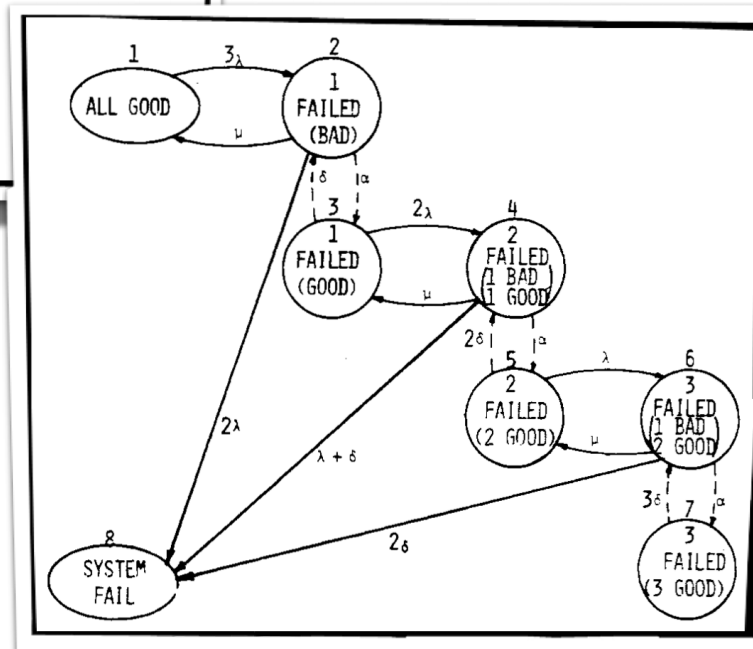 1
3λ
2
ALL GOOD
1
FAILED
(BAD)
μ
δ
α
3
1
FAILED
(GOOD)
2λ
4
2
FAILED
(1 BAD
1 GOOD)
μ
2δ
α
5
2
FAILED
(2 GOOD)
λ
6
3
FAILED
(1 BAD
2 GOOD)
μ
3δ
α
7
3
FAILED
(3 GOOD)
2λ
λ + δ
2δ
8
SYSTEM
FAIL